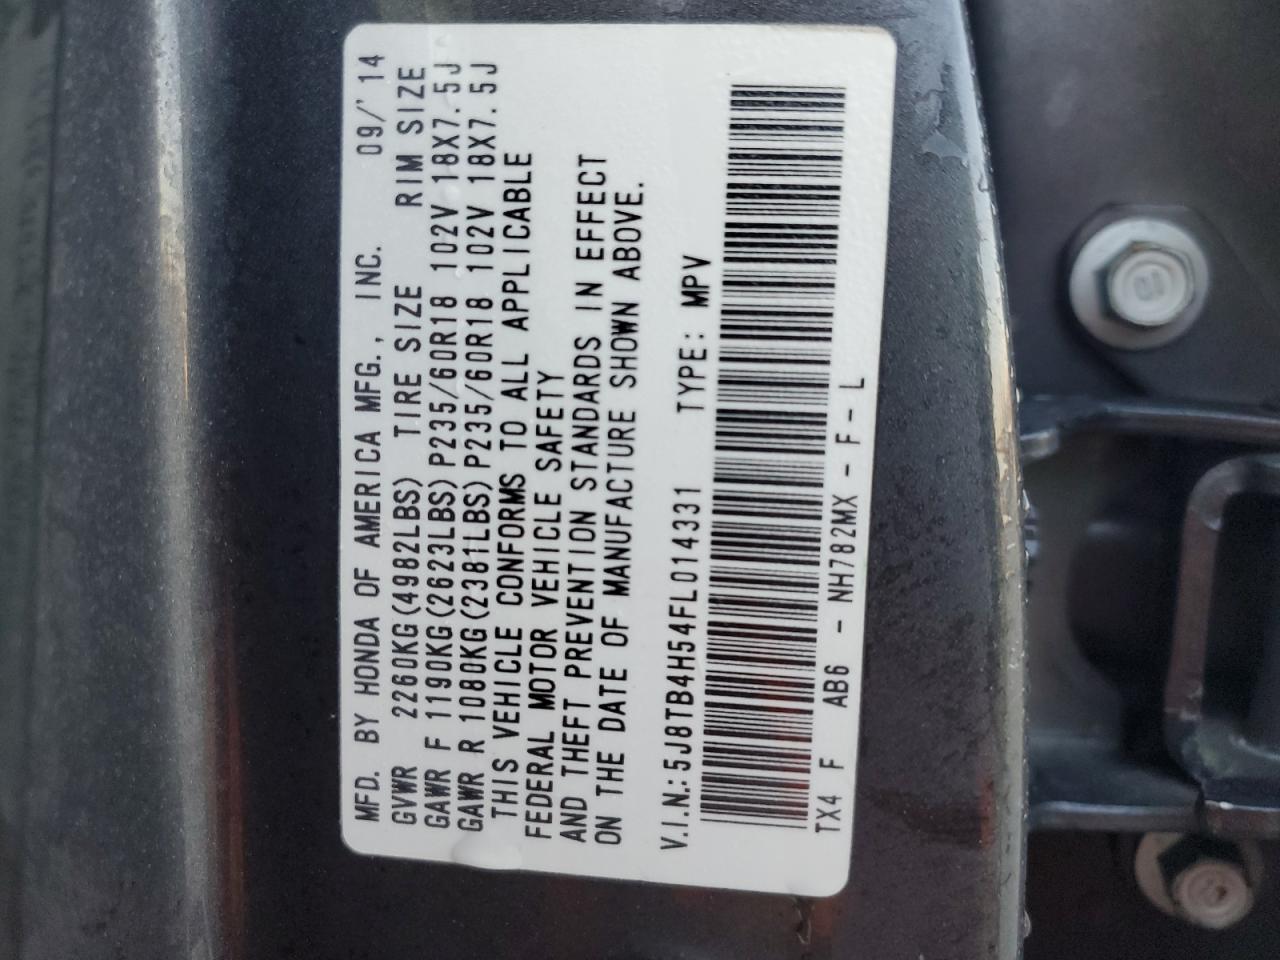 MFD. BY HONDA OF AMERICA MFG., INC. 09/'14
GVWR 2260KG(4982LBS) TIRE SIZE RIM SIZE
GAWR F 1190KG(2623LBS)P235/60R18 102V 18X7.5J
GAWR R 1080KG(2381LBS)P235/60R18 102V 18X7.5J
THIS VEHICLE CONFORMS TO ALL APPLICABLE
FEDERAL MOTOR VEHICLE SAFETY
AND THEFT PREVENTION STANDARDS IN EFFECT
ON THE DATE OF MANUFACTURE SHOWN ABOVE.
V.I.N.:5J8TB4H54FL014331 TYPE: MPV
TX4 F AB6 - NH782MX - F - L